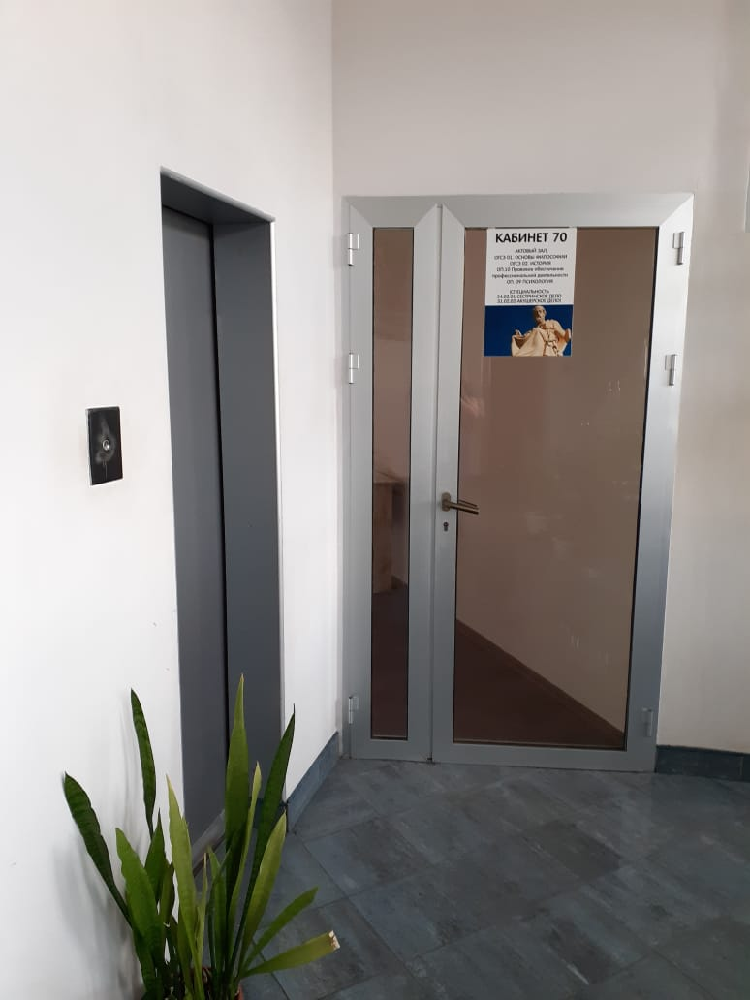 КАБИНЕТ 70
АКТОВЫЙ ЗАЛ
ОГСЭ 01. ОСНОВЫ ФИЛОСОФИИ
ОГСЭ 02. ИСТОРИЯ
ОП.10 Правовое обеспечение
профессиональной деятельности
ОП. 09 ПСИХОЛОГИЯ
(СПЕЦИАЛЬНОСТЬ
34.02.01. СЕСТРИНСКОЕ ДЕЛО
31.02.02 АКУШЕРСКОЕ ДЕЛО)